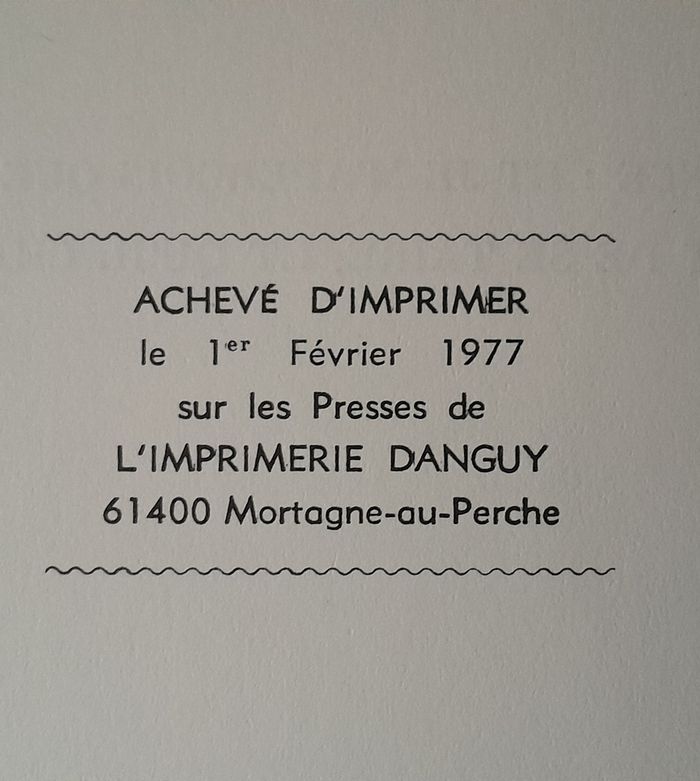 ACHEVÉ D'IMPRIMER
le 1er Février 1977
sur les Presses de
L'IMPRIMERIE DANGUY
61400 Mortagne-au-Perche